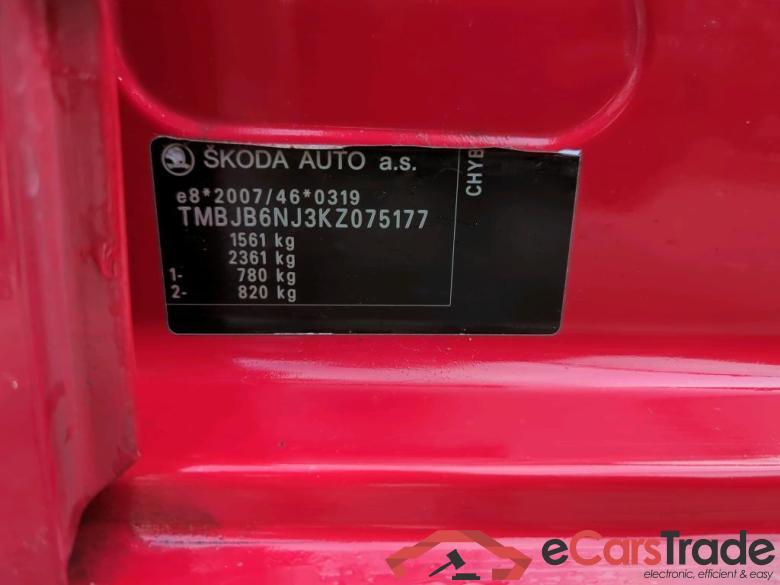 ŠKODA AUTO a.s.
e8*2007/46*0319
TMBJB6NJ3KZ075177
1561 kg
2361 kg
1- 780 kg
2- 820 kg
CHYB
eCarsTrade
electronic, efficient & easy